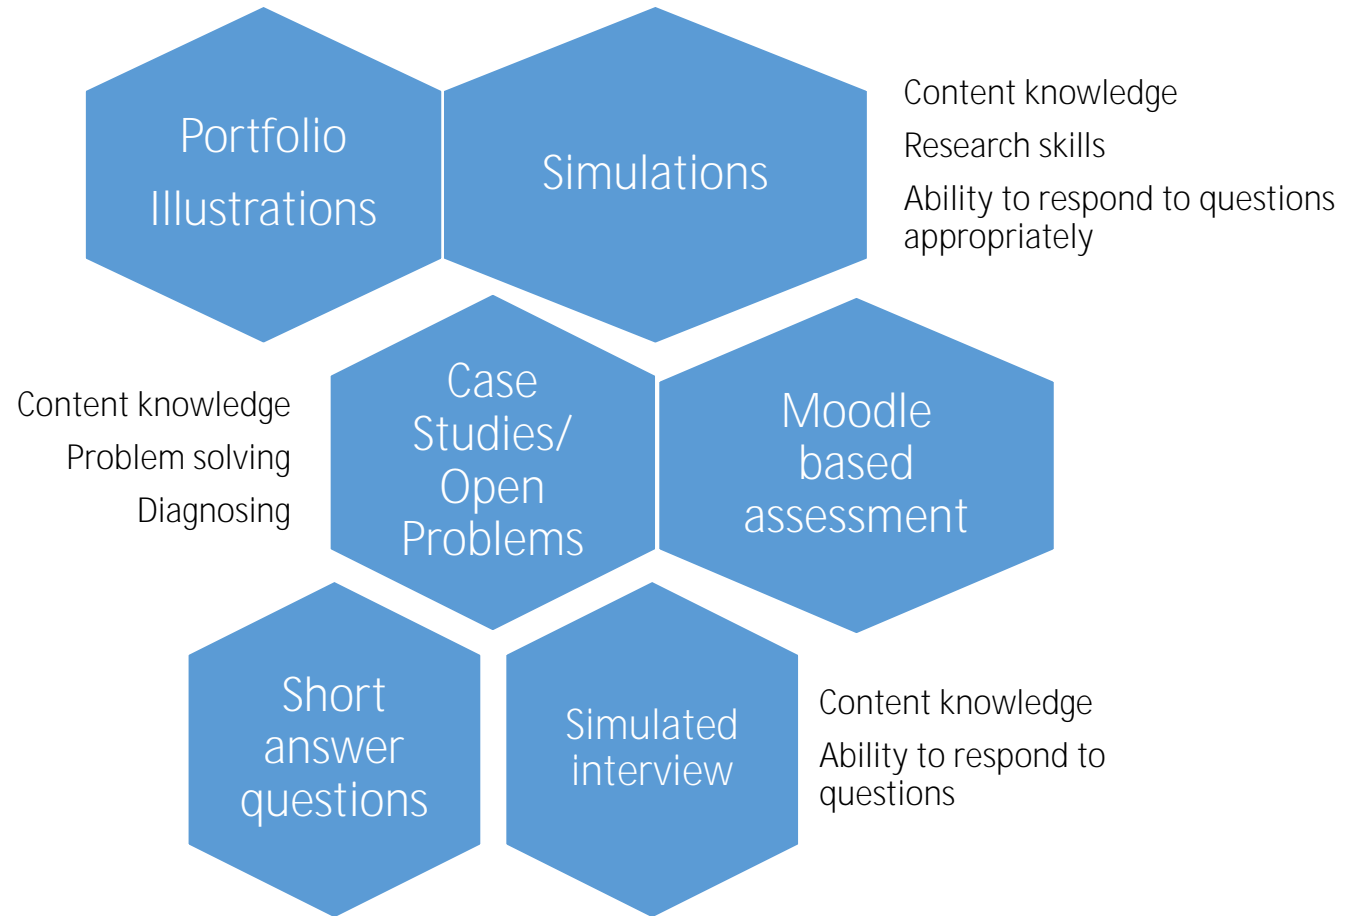 Portfolio
Illustrations
Simulations
Content knowledge
Research skills
Ability to respond to questions
appropriately
Content knowledge
Problem solving
Diagnosing
Case
Studies/
Open
Problems
Moodle
based
assessment
Short
answer
questions
Simulated
interview
Content knowledge
Ability to respond to
questions